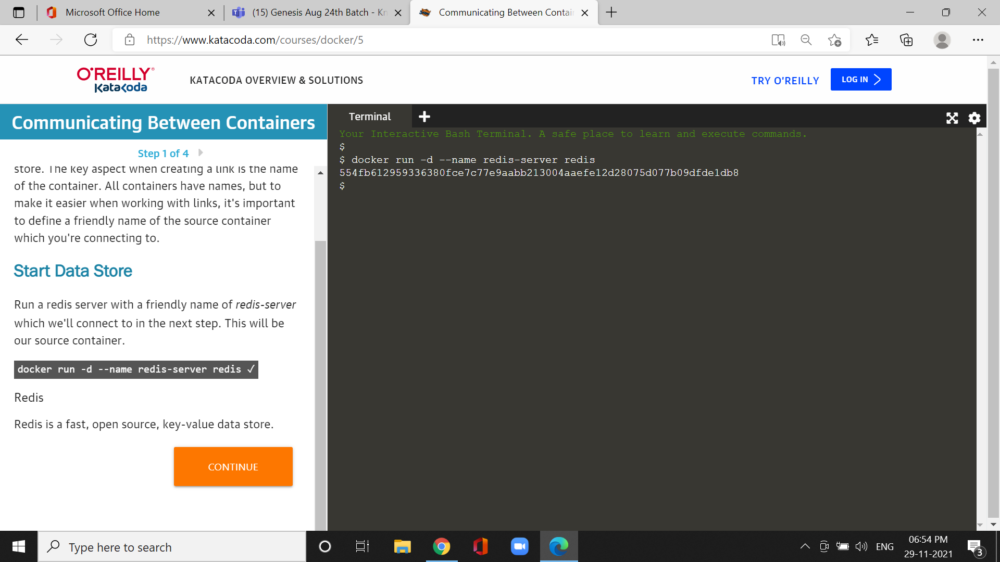 Microsoft Office Home
(15) Genesis Aug 24th Batch - Kn
Communicating Between Contai
https://www.katacoda.com/courses/docker/5
O'REILLY®
Katacoda
KATACODA OVERVIEW & SOLUTIONS
TRY O'REILLY
LOG IN
Communicating Between Containers
Step 1 of 4
store. The key aspect when creating a link is the name
of the container. All containers have names, but to
make it easier when working with links, it's important
to define a friendly name of the source container
which you're connecting to.
Start Data Store
Run a redis server with a friendly name of redis-server
which we'll connect to in the next step. This will be
our source container.
docker run -d --name redis-server redis ✓
Redis
Redis is a fast, open source, key-value data store.
CONTINUE
Terminal
Your Interactive Bash Terminal. A safe place to learn and execute commands.
$
$ docker run -d --name redis-server redis
554fb612959336380fce7c77e9aabb213004aaefe12d28075d077b09dfde1db8
$
Type here to search
ENG
06:54 PM
29-11-2021
3